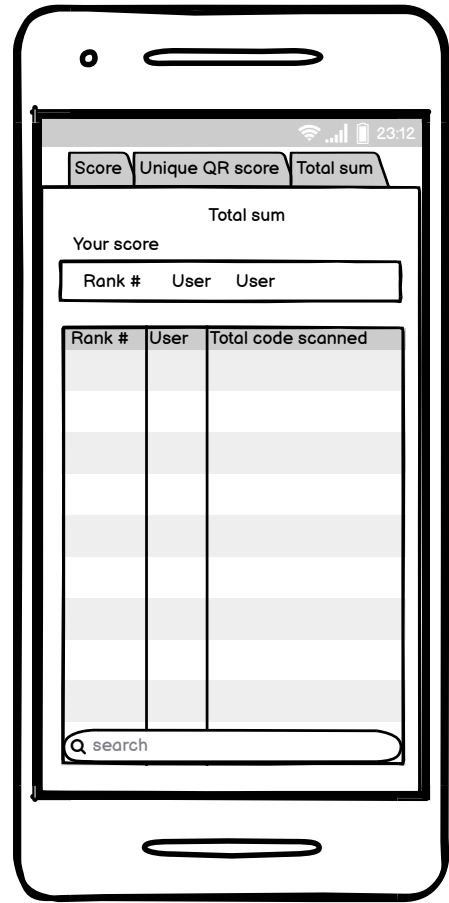 23:12
Score Unique QR score Total sum
Total sum
Your score
Rank # User User
Rank # User Total code scanned
search